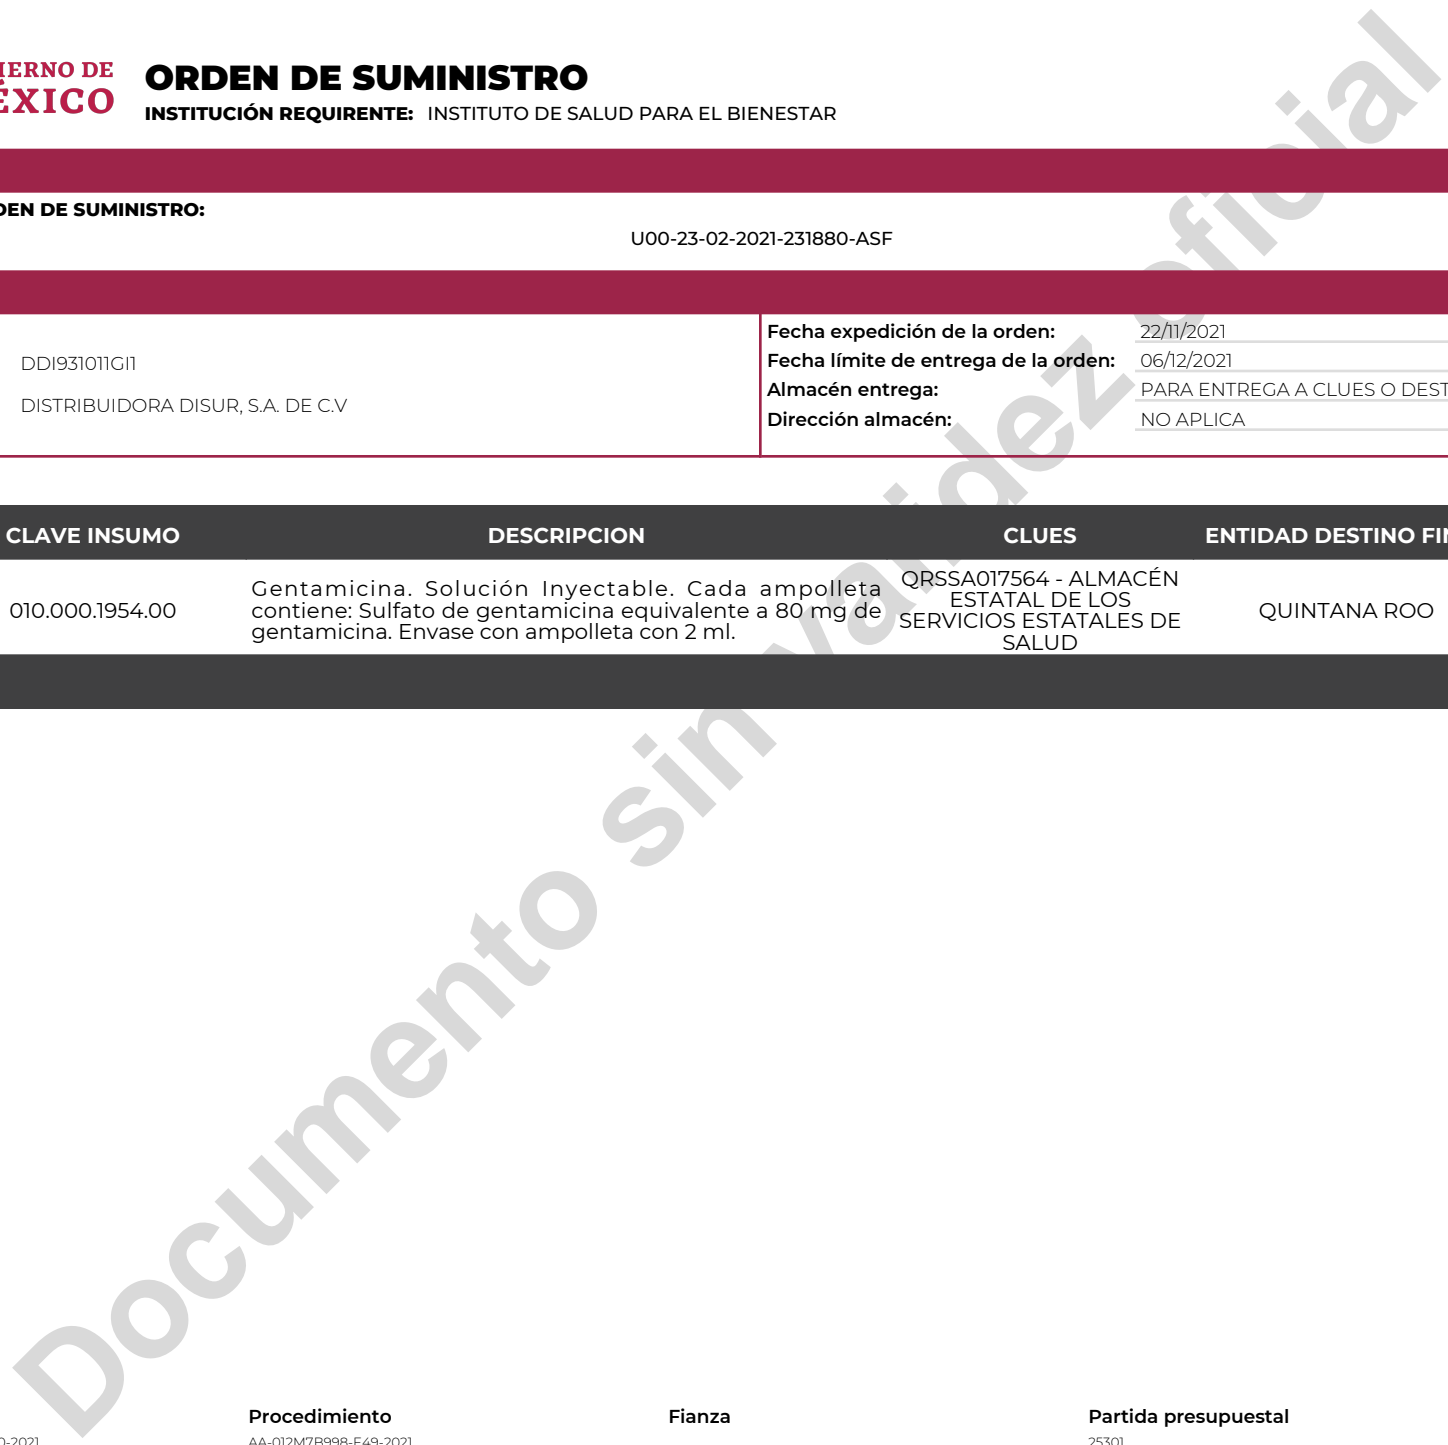 IERNO DE
ÉXICO
ORDEN DE SUMINISTRO
INSTITUCIÓN REQUIRENTE: INSTITUTO DE SALUD PARA EL BIENESTAR
DEN DE SUMINISTRO:
U00-23-02-2021-231880-ASF
DDI931011GI1
DISTRIBUIDORA DISUR, S.A. DE C.V
Fecha expedición de la orden: 22/11/2021
Fecha límite de entrega de la orden: 06/12/2021
Almacén entrega: PARA ENTREGA A CLUES O DEST
Dirección almacén: NO APLICA
CLAVE INSUMO DESCRIPCION CLUES ENTIDAD DESTINO FIN
010.000.1954.00
Gentamicina. Solución Inyectable. Cada ampolleta
contiene: Sulfato de gentamicina equivalente a 80 mg de
gentamicina. Envase con ampolleta con 2 ml.
QRSSA017564 - ALMACÉN
ESTATAL DE LOS
SERVICIOS ESTATALES DE
SALUD
QUINTANA ROO
Documento sin validez oficial
Procedimiento Fianza Partida presupuestal
0-2021 AA-012M7B998-E49-2021 25301